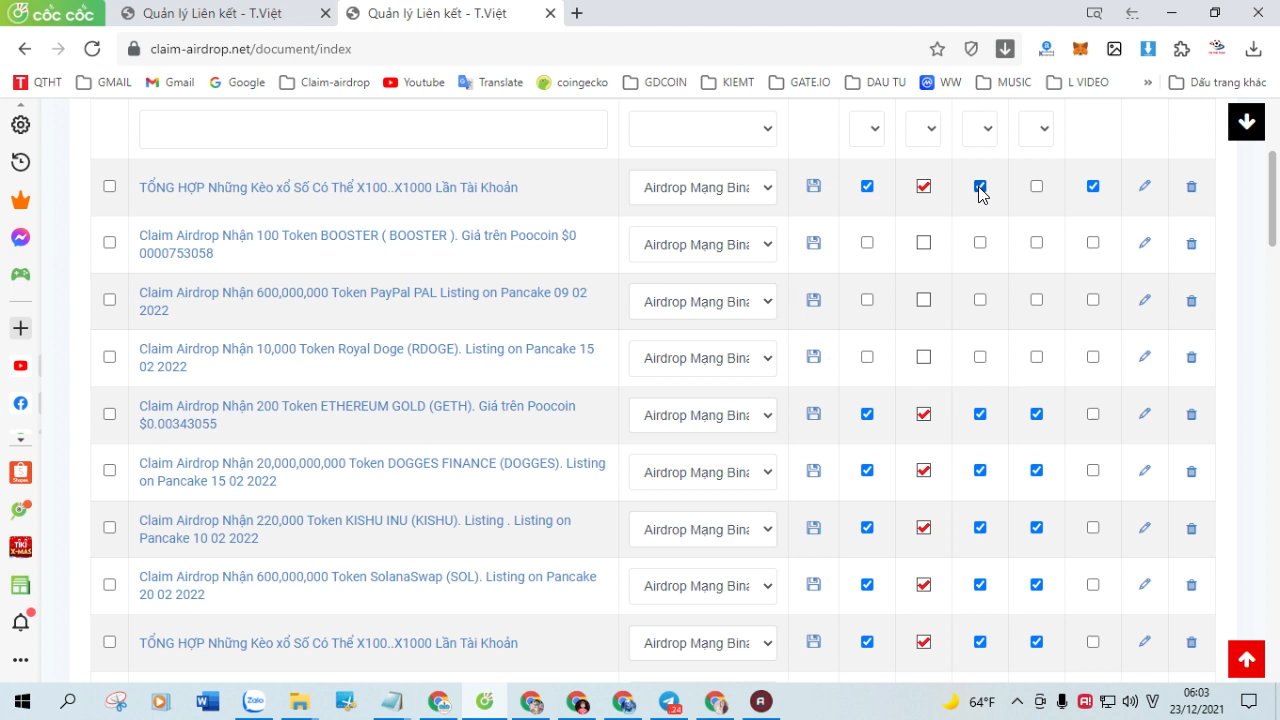 cốc cốc
Quản lý liên kết - T.Việt
Quản lý liên kết - T.Việt
claim-airdrop.net/document/index
QTHT GMAIL Gmail Google Claim-airdrop Youtube Translate coingecko GDCOIN KIEMT GATE.IO DAU TU WW MUSIC L VIDEO » Dấu trang khác
TỔNG HỢP Những Kèo xổ Số Có Thể X100..X1000 Lần Tài Khoản
Airdrop Mạng Bina
Claim Airdrop Nhận 100 Token BOOSTER ( BOOSTER ). Giá trên Poocoin $0
0000753058
Airdrop Mạng Bina
Claim Airdrop Nhận 600,000,000 Token PayPal PAL Listing on Pancake 09 02
2022
Airdrop Mạng Bina
Claim Airdrop Nhận 10,000 Token Royal Doge (RDOGE). Listing on Pancake 15
02 2022
Airdrop Mạng Bina
Claim Airdrop Nhận 200 Token ETHEREUM GOLD (GETH). Giá trên Poocoin
$0.00343055
Airdrop Mạng Bina
Claim Airdrop Nhận 20,000,000,000 Token DOGGES FINANCE (DOGGES). Listing
on Pancake 15 02 2022
Airdrop Mạng Bina
Claim Airdrop Nhận 220,000 Token KISHU INU (KISHU). Listing . Listing on
Pancake 10 02 2022
Airdrop Mạng Bina
Claim Airdrop Nhận 600,000,000 Token SolanaSwap (SOL). Listing on Pancake
20 02 2022
Airdrop Mạng Bina
TỔNG HỢP Những Kèo xổ Số Có Thể X100..X1000 Lần Tài Khoản
Airdrop Mạng Bina
Shopee
TIKI
X-MAS
Zalo
24
64°F
06:03
23/12/2021